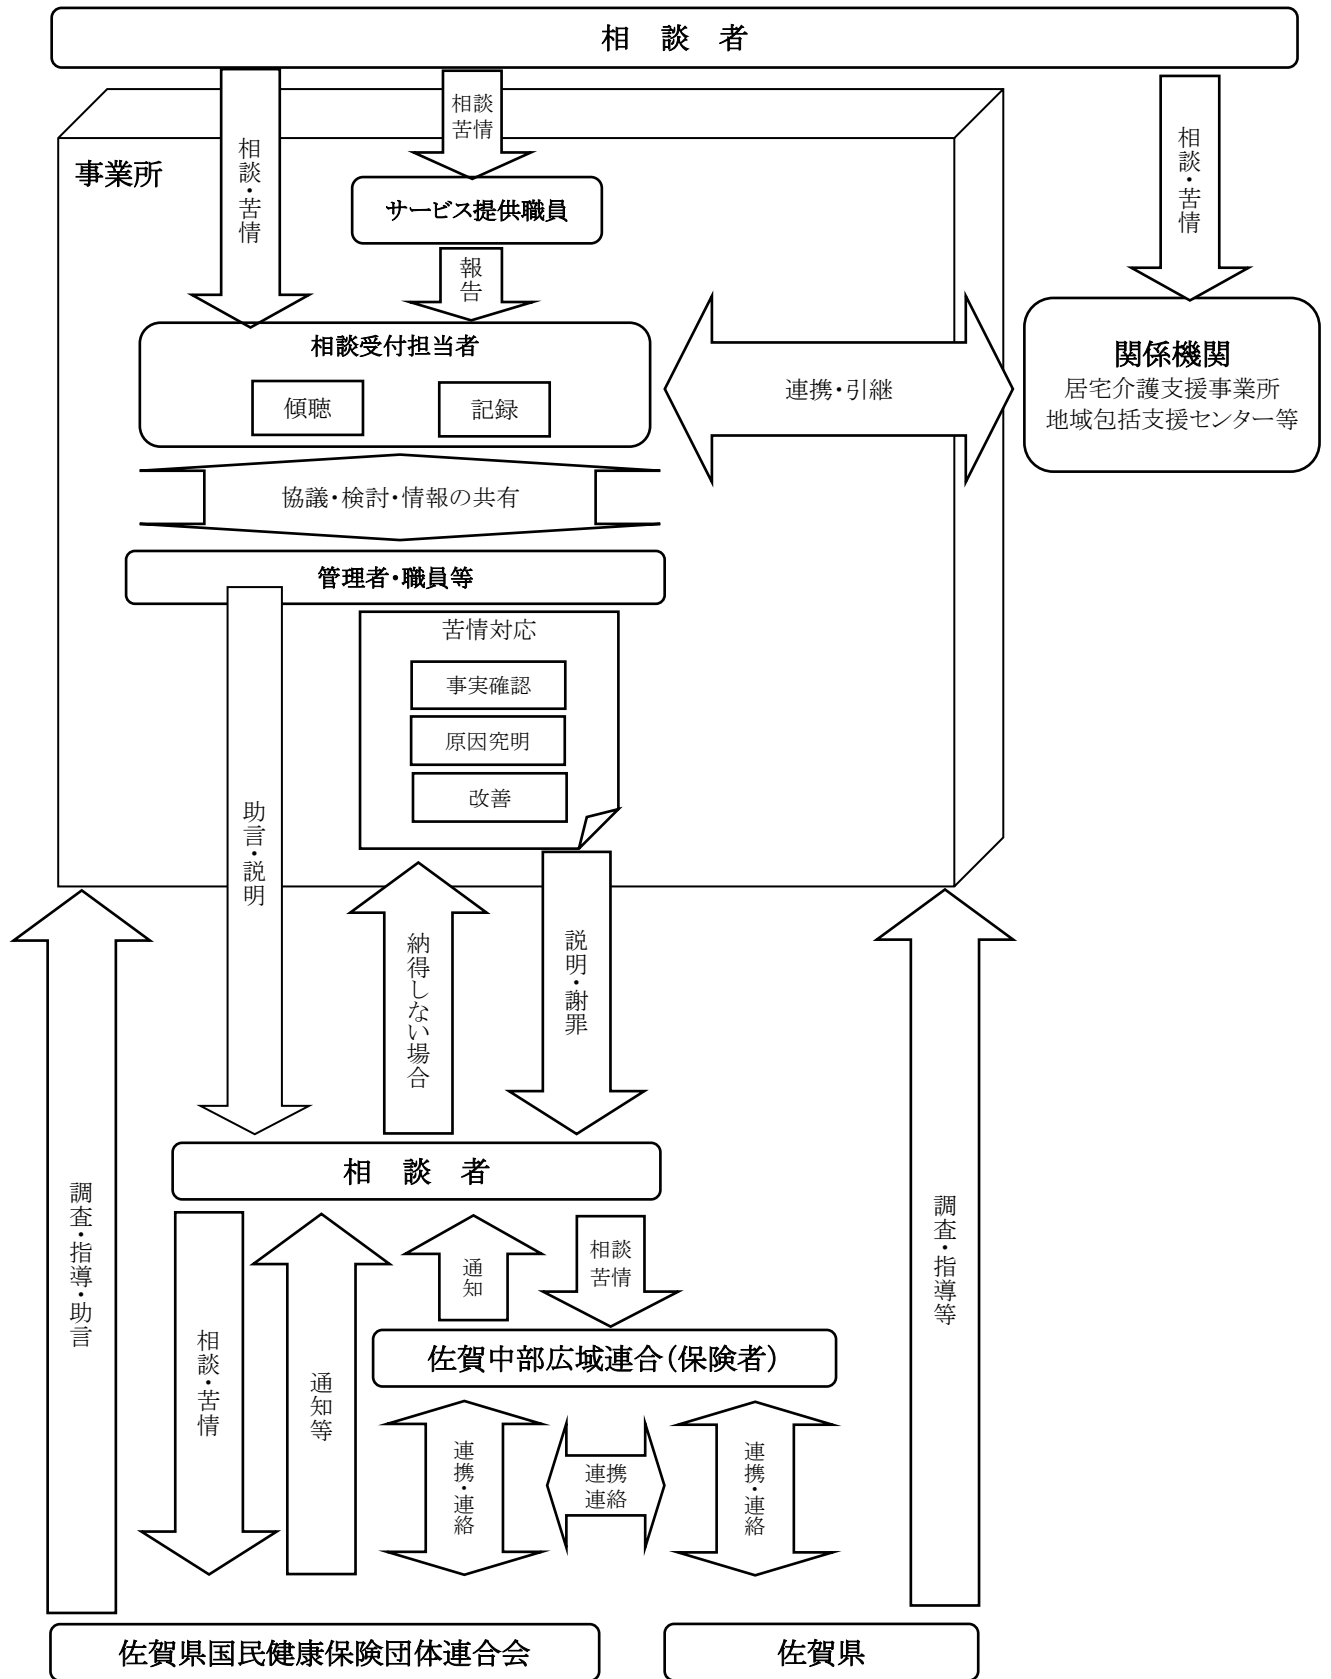 相　談　者
相談・苦情
相談
苦情
相談・苦情
事業所
サービス提供職員
報告
相談受付担当者
傾聴
記録
連携・引継
関係機関
居宅介護支援事業所
地域包括支援センター等
協議・検討・情報の共有
管理者・職員等
苦情対応
事実確認
原因究明
改善
助言・説明
納得しない場合
説明・謝罪
相　談　者
調査・指導・助言
調査・指導等
相談・苦情
通知等
通知
相談
苦情
佐賀中部広域連合（保険者）
連携・連絡
連携
連絡
連携・連絡
佐賀県国民健康保険団体連合会
佐賀県